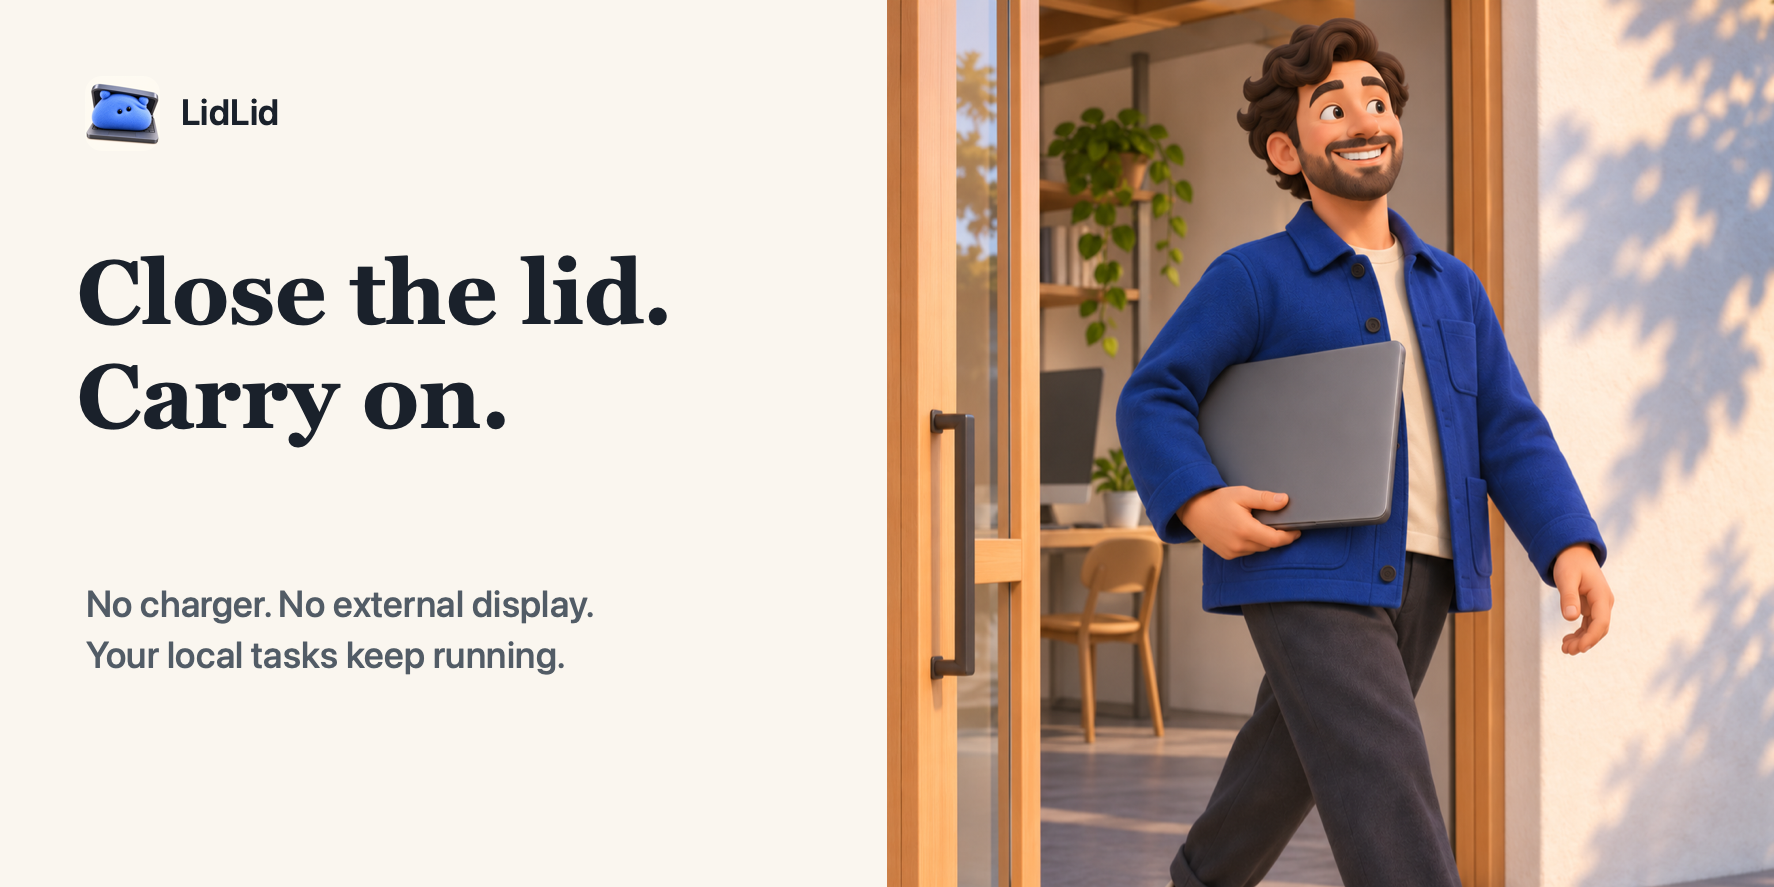 LidLid
Close the lid.
Carry on.
No charger. No external display.
Your local tasks keep running.